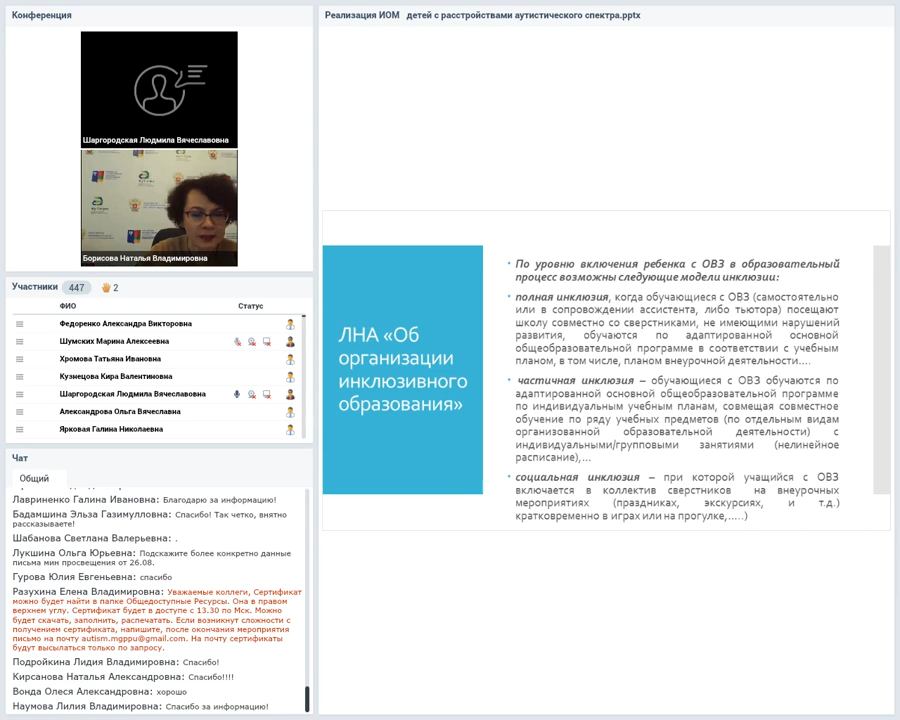 Конференция
Шаргородская Людмила Вячеславовна
Борисова Наталья Владимировна
Участники 447 2
ФИО Статус
Федоренко Александра Викторовна
Шумских Марина Алексеевна
Хромова Татьяна Ивановна
Кузнецова Кира Валентиновна
Шаргородская Людмила Вячеславовна
Александрова Ольга Вячеславна
Ярковая Галина Николаевна
Чат
Общий
Лавриненко Галина Ивановна: Благодарю за информацию!
Бадамшина Эльза Газимулловна: Спасибо! Так четко, внятно
рассказываете!
Шабанова Светлана Валерьевна: .
Лукшина Ольга Юрьевна: Подскажите более конкретно данные
письма мин просвещения от 26.08.
Гурова Юлия Евгеньевна: спасибо
Разухина Елена Владимировна: Уважаемые коллеги, Сертификат
можно будет найти в папке Общедоступные Ресурсы. Она в правом
верхнем углу. Сертификат будет в доступе с 13.30 по Мск. Можно
будет скачать, заполнить, распечатать. Если возникнут сложности с
получением сертификата, напишите, после окончания мероприятия
письмо на почту autism.mgppu@gmail.com. На почту сертификаты
будут высылаться только по запросу.
Подройкина Лидия Владимировна: Спасибо!
Кирсанова Наталья Александровна: Спасибо!!!!
Вонда Олеся Александровна: хорошо
Наумова Лилия Владимировна: Спасибо за информацию!
Реализация ИОМ детей с расстройствами аутистического спектра.pptx
ЛНА «Об
организации
инклюзивного
образования»
• По уровню включения ребенка с ОВЗ в образовательный
процесс возможны следующие модели инклюзии:
• полная инклюзия, когда обучающиеся с ОВЗ (самостоятельно
или в сопровождении ассистента, либо тьютора) посещают
школу совместно со сверстниками, не имеющими нарушений
развития, обучаются по адаптированной основной
общеобразовательной программе в соответствии с учебным
планом, в том числе, планом внеурочной деятельности....
• частичная инклюзия – обучающиеся с ОВЗ обучаются по
адаптированной основной общеобразовательной программе
по индивидуальным учебным планам, совмещая совместное
обучение по ряду учебных предметов (по отдельным видам
организованной образовательной деятельности) с
индивидуальными/групповыми занятиями (нелинейное
расписание),...
• социальная инклюзия – при которой учащийся с ОВЗ
включается в коллектив сверстников на внеурочных
мероприятиях (праздниках, экскурсиях, и т.д.)
кратковременно в играх или на прогулке,.....)